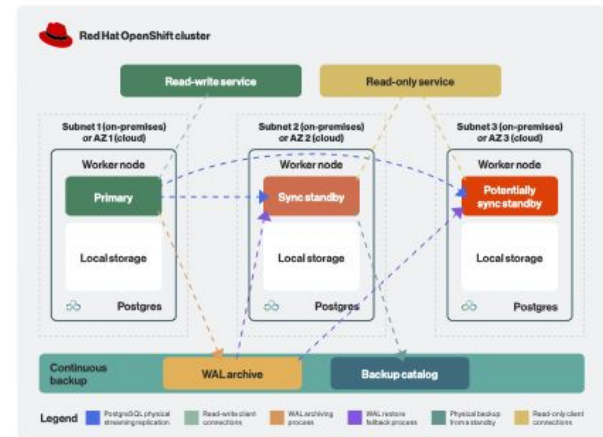 Red Hat OpenShift cluster
Read-write service
Read-only service
Subnet 1 (on-premises)
or AZ 1 (cloud)
Subnet 2 (on-premises)
or AZ 2 (cloud)
Subnet 3 (on-premises)
or AZ 3 (cloud)
Worker node
Worker node
Worker node
Primary
Sync standby
Potentially
sync standby
Local storage
Local storage
Local storage
Postgres
Postgres
Postgres
Continuous
backup
WAL archive
Backup catalog
Legend
PostgreSQL physical
streaming replication
Read-write client
connections
WAL archiving
process
WAL restore
fallback process
Physical backup
from a standby
Read-only client
connections